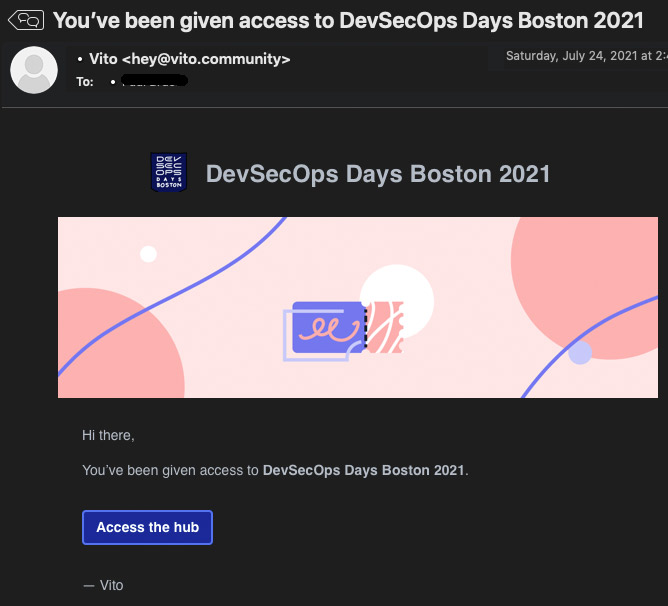 You've been given access to DevSecOps Days Boston 2021
• Vito <hey@vito.community>
Saturday, July 24, 2021 at 2:
To: •
DEV
SEC
OPS
DAYS
BOSTON
DevSecOps Days Boston 2021
Hi there,
You've been given access to DevSecOps Days Boston 2021.
Access the hub
— Vito